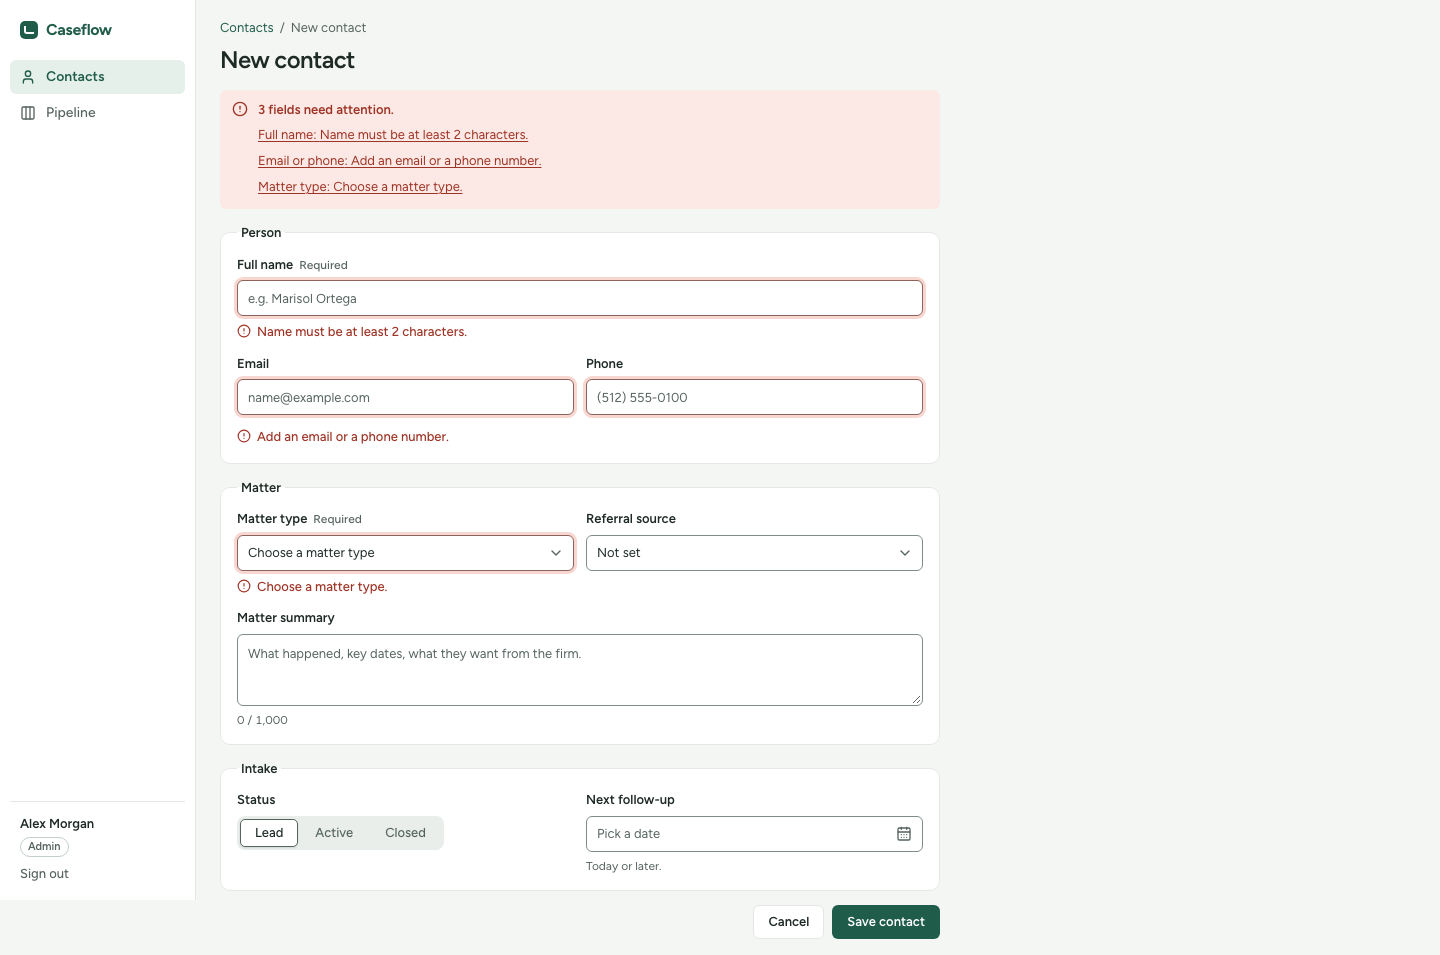 Caseflow
Contacts
Pipeline
Alex Morgan
Admin
Sign out
Contacts / New contact
New contact
3 fields need attention.
Full name: Name must be at least 2 characters.
Email or phone: Add an email or a phone number.
Matter type: Choose a matter type.
Person
Full name Required
e.g. Marisol Ortega
Name must be at least 2 characters.
Email Phone
name@example.com (512) 555-0100
Add an email or a phone number.
Matter
Matter type Required Referral source
Choose a matter type Not set
Choose a matter type.
Matter summary
What happened, key dates, what they want from the firm.
0 / 1,000
Intake
Status Next follow-up
Lead Active Closed Pick a date
Today or later.
Cancel Save contact